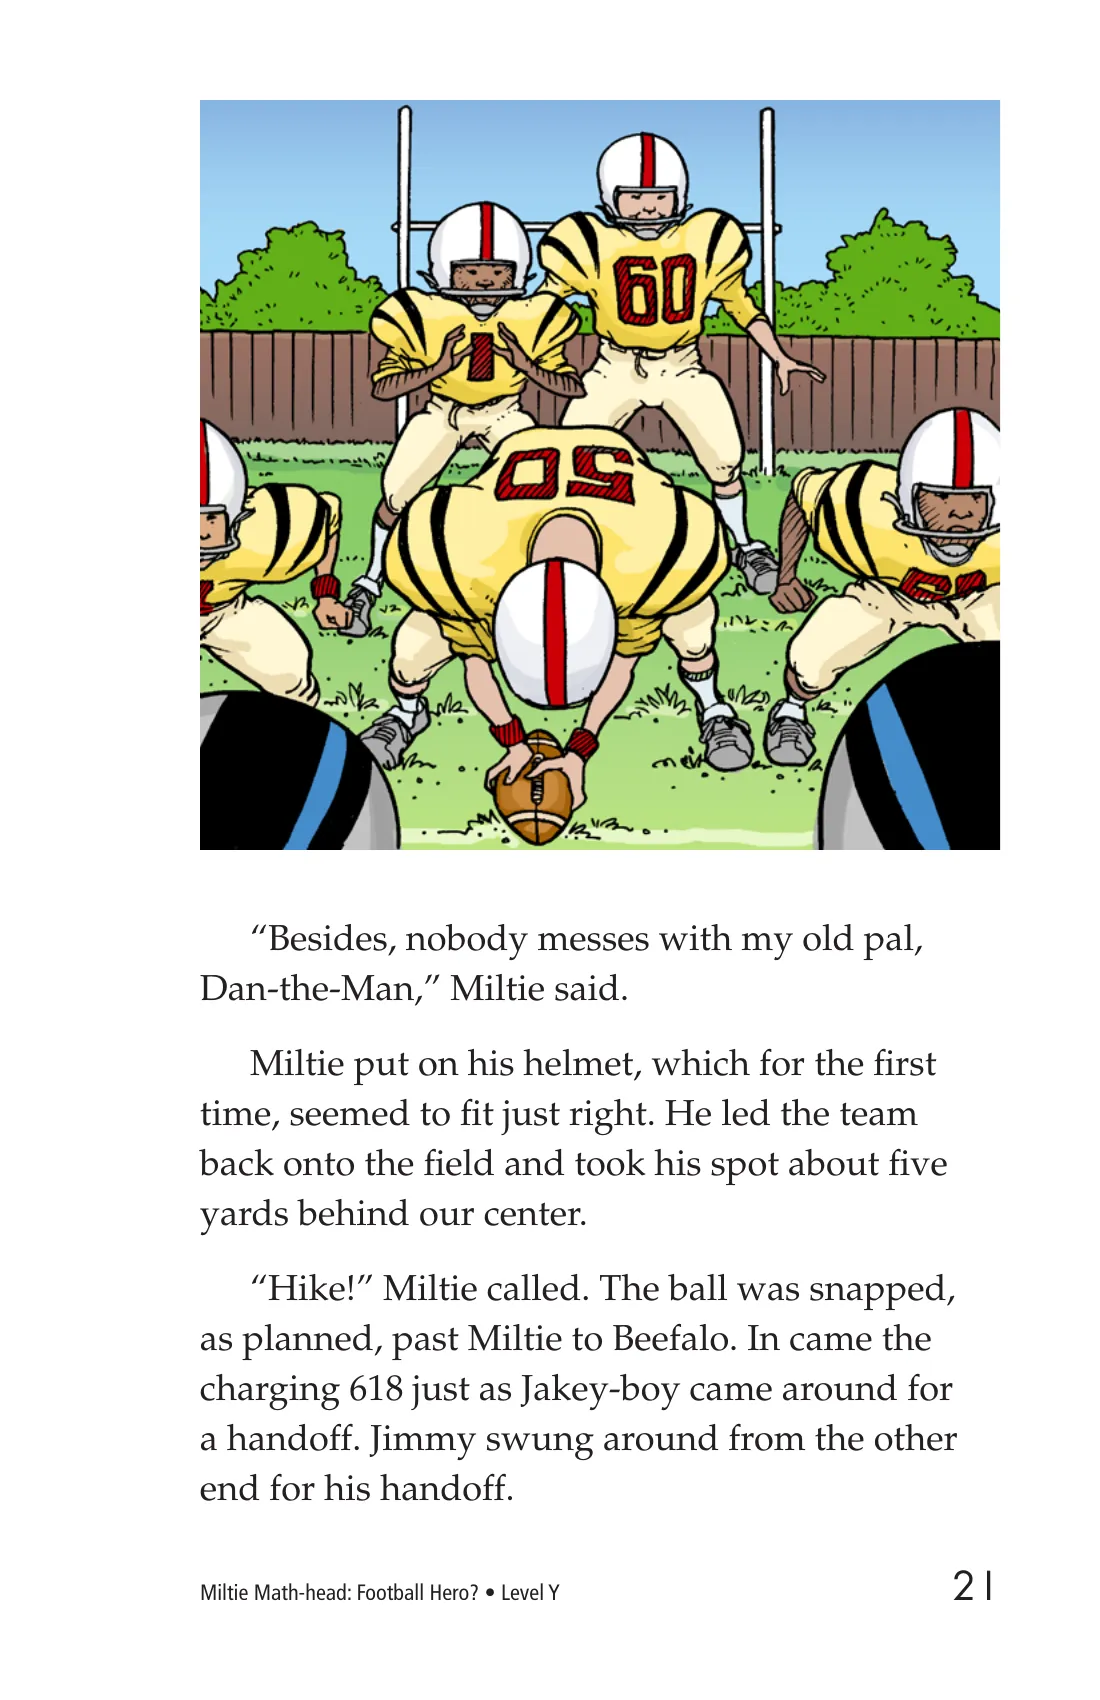 60
1
50
“Besides, nobody messes with my old pal,
Dan-the-Man,” Miltie said.
Miltie put on his helmet, which for the first
time, seemed to fit just right. He led the team
back onto the field and took his spot about five
yards behind our center.
“Hike!” Miltie called. The ball was snapped,
as planned, past Miltie to Beefalo. In came the
charging 618 just as Jakey-boy came around for
a handoff. Jimmy swung around from the other
end for his handoff.
Miltie Math-head: Football Hero? • Level Y
21